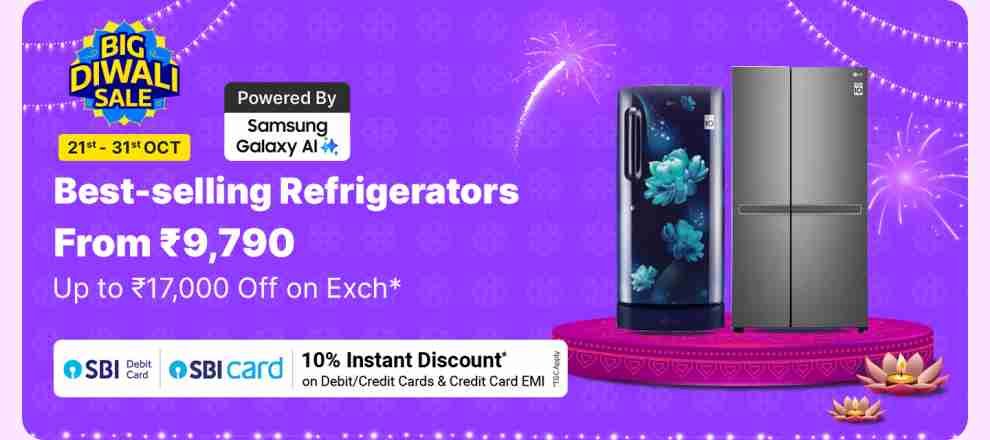 BIG
DIWALI
SALE
21st - 31st OCT
Powered By
Samsung
Galaxy AI
Best-selling Refrigerators
From ₹9,790
Up to ₹17,000 Off on Exch*
SBI Debit Card
SBI card
10% Instant Discount*
on Debit/Credit Cards & Credit Card EMI
*T&C Apply
LG